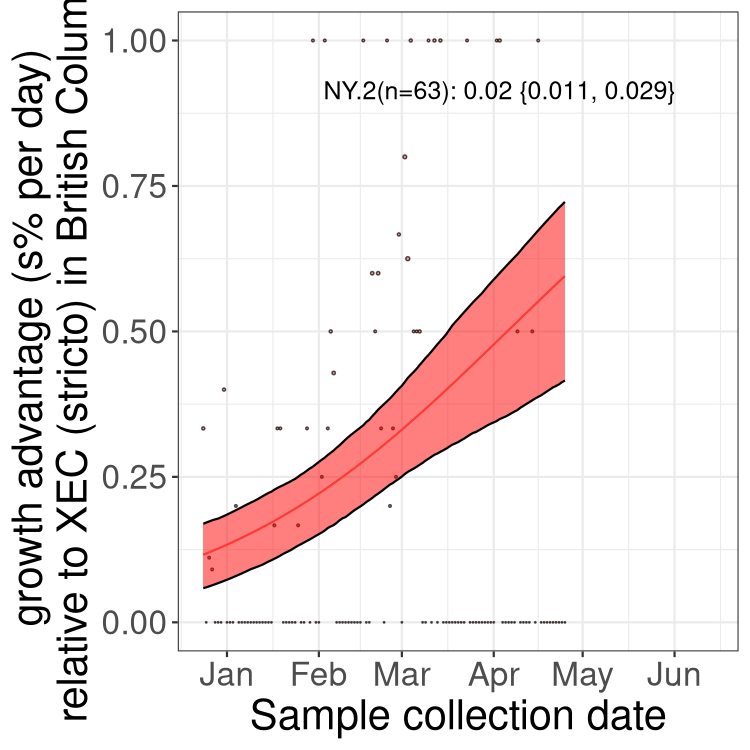 growth advantage (s% per day)
relative to XEC (stricto) in British Colum
1.00
0.75
0.50
0.25
0.00
NY.2(n=63): 0.02 {0.011, 0.029}
Jan Feb Mar Apr May Jun
Sample collection date